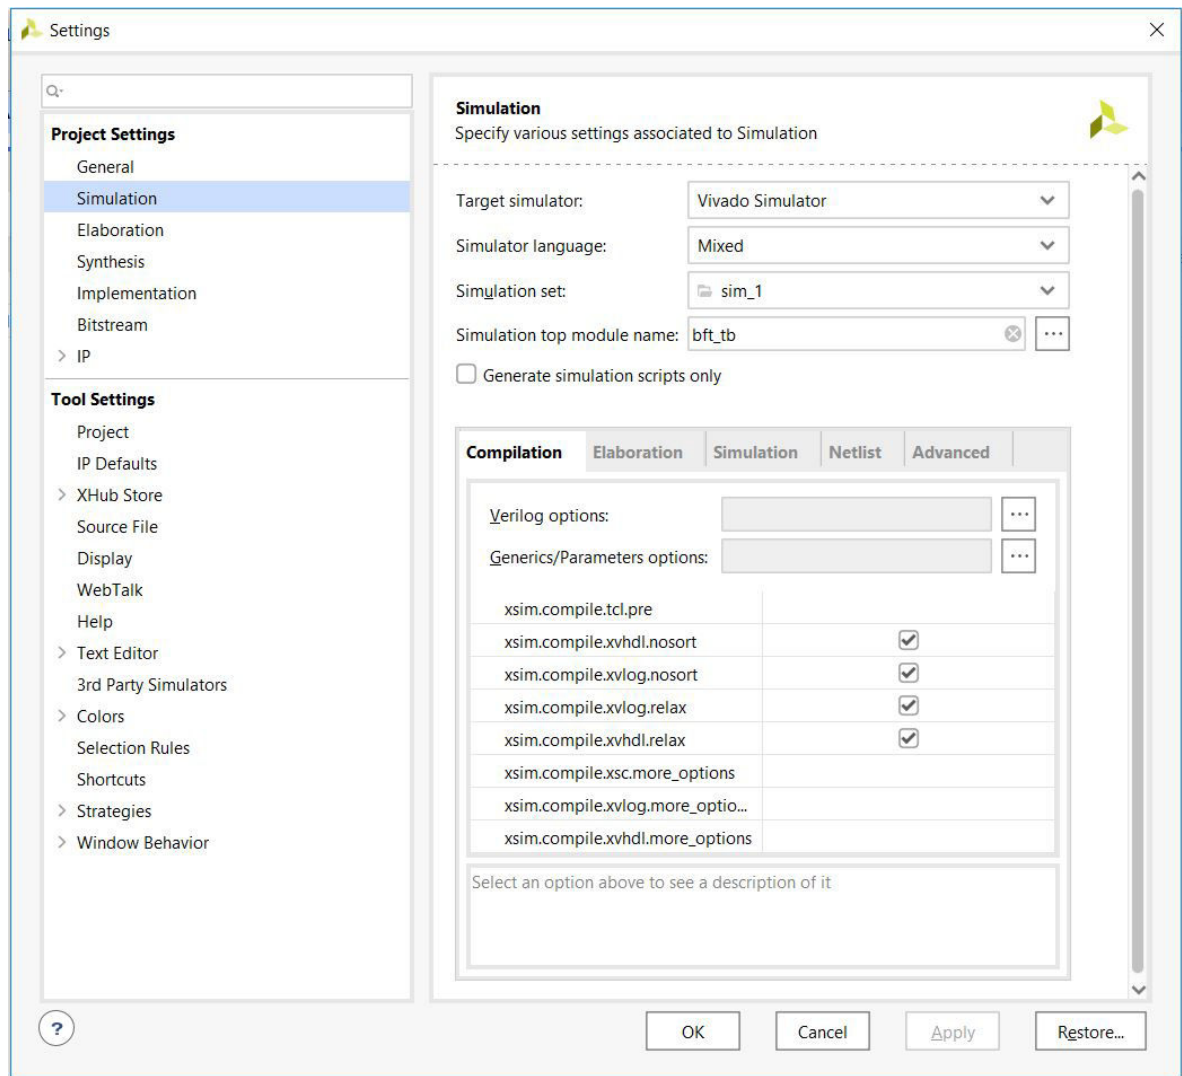 Settings
Project Settings
General
Simulation
Elaboration
Synthesis
Implementation
Bitstream
IP
Tool Settings
Project
IP Defaults
XHub Store
Source File
Display
WebTalk
Help
Text Editor
3rd Party Simulators
Colors
Selection Rules
Shortcuts
Strategies
Window Behavior
Simulation
Specify various settings associated to Simulation
Target simulator: Vivado Simulator
Simulator language: Mixed
Simulation set: sim_1
Simulation top module name: bft_tb ...
Generate simulation scripts only
Compilation Elaboration Simulation Netlist Advanced
Verilog options: ...
Generics/Parameters options: ...
xsim.compile.tcl.pre
xsim.compile.xvhdl.nosort
xsim.compile.xvlog.nosort
xsim.compile.xvlog.relax
xsim.compile.xvhdl.relax
xsim.compile.xsc.more_options
xsim.compile.xvlog.more_optio...
xsim.compile.xvhdl.more_options
Select an option above to see a description of it
? OK Cancel Apply Restore...